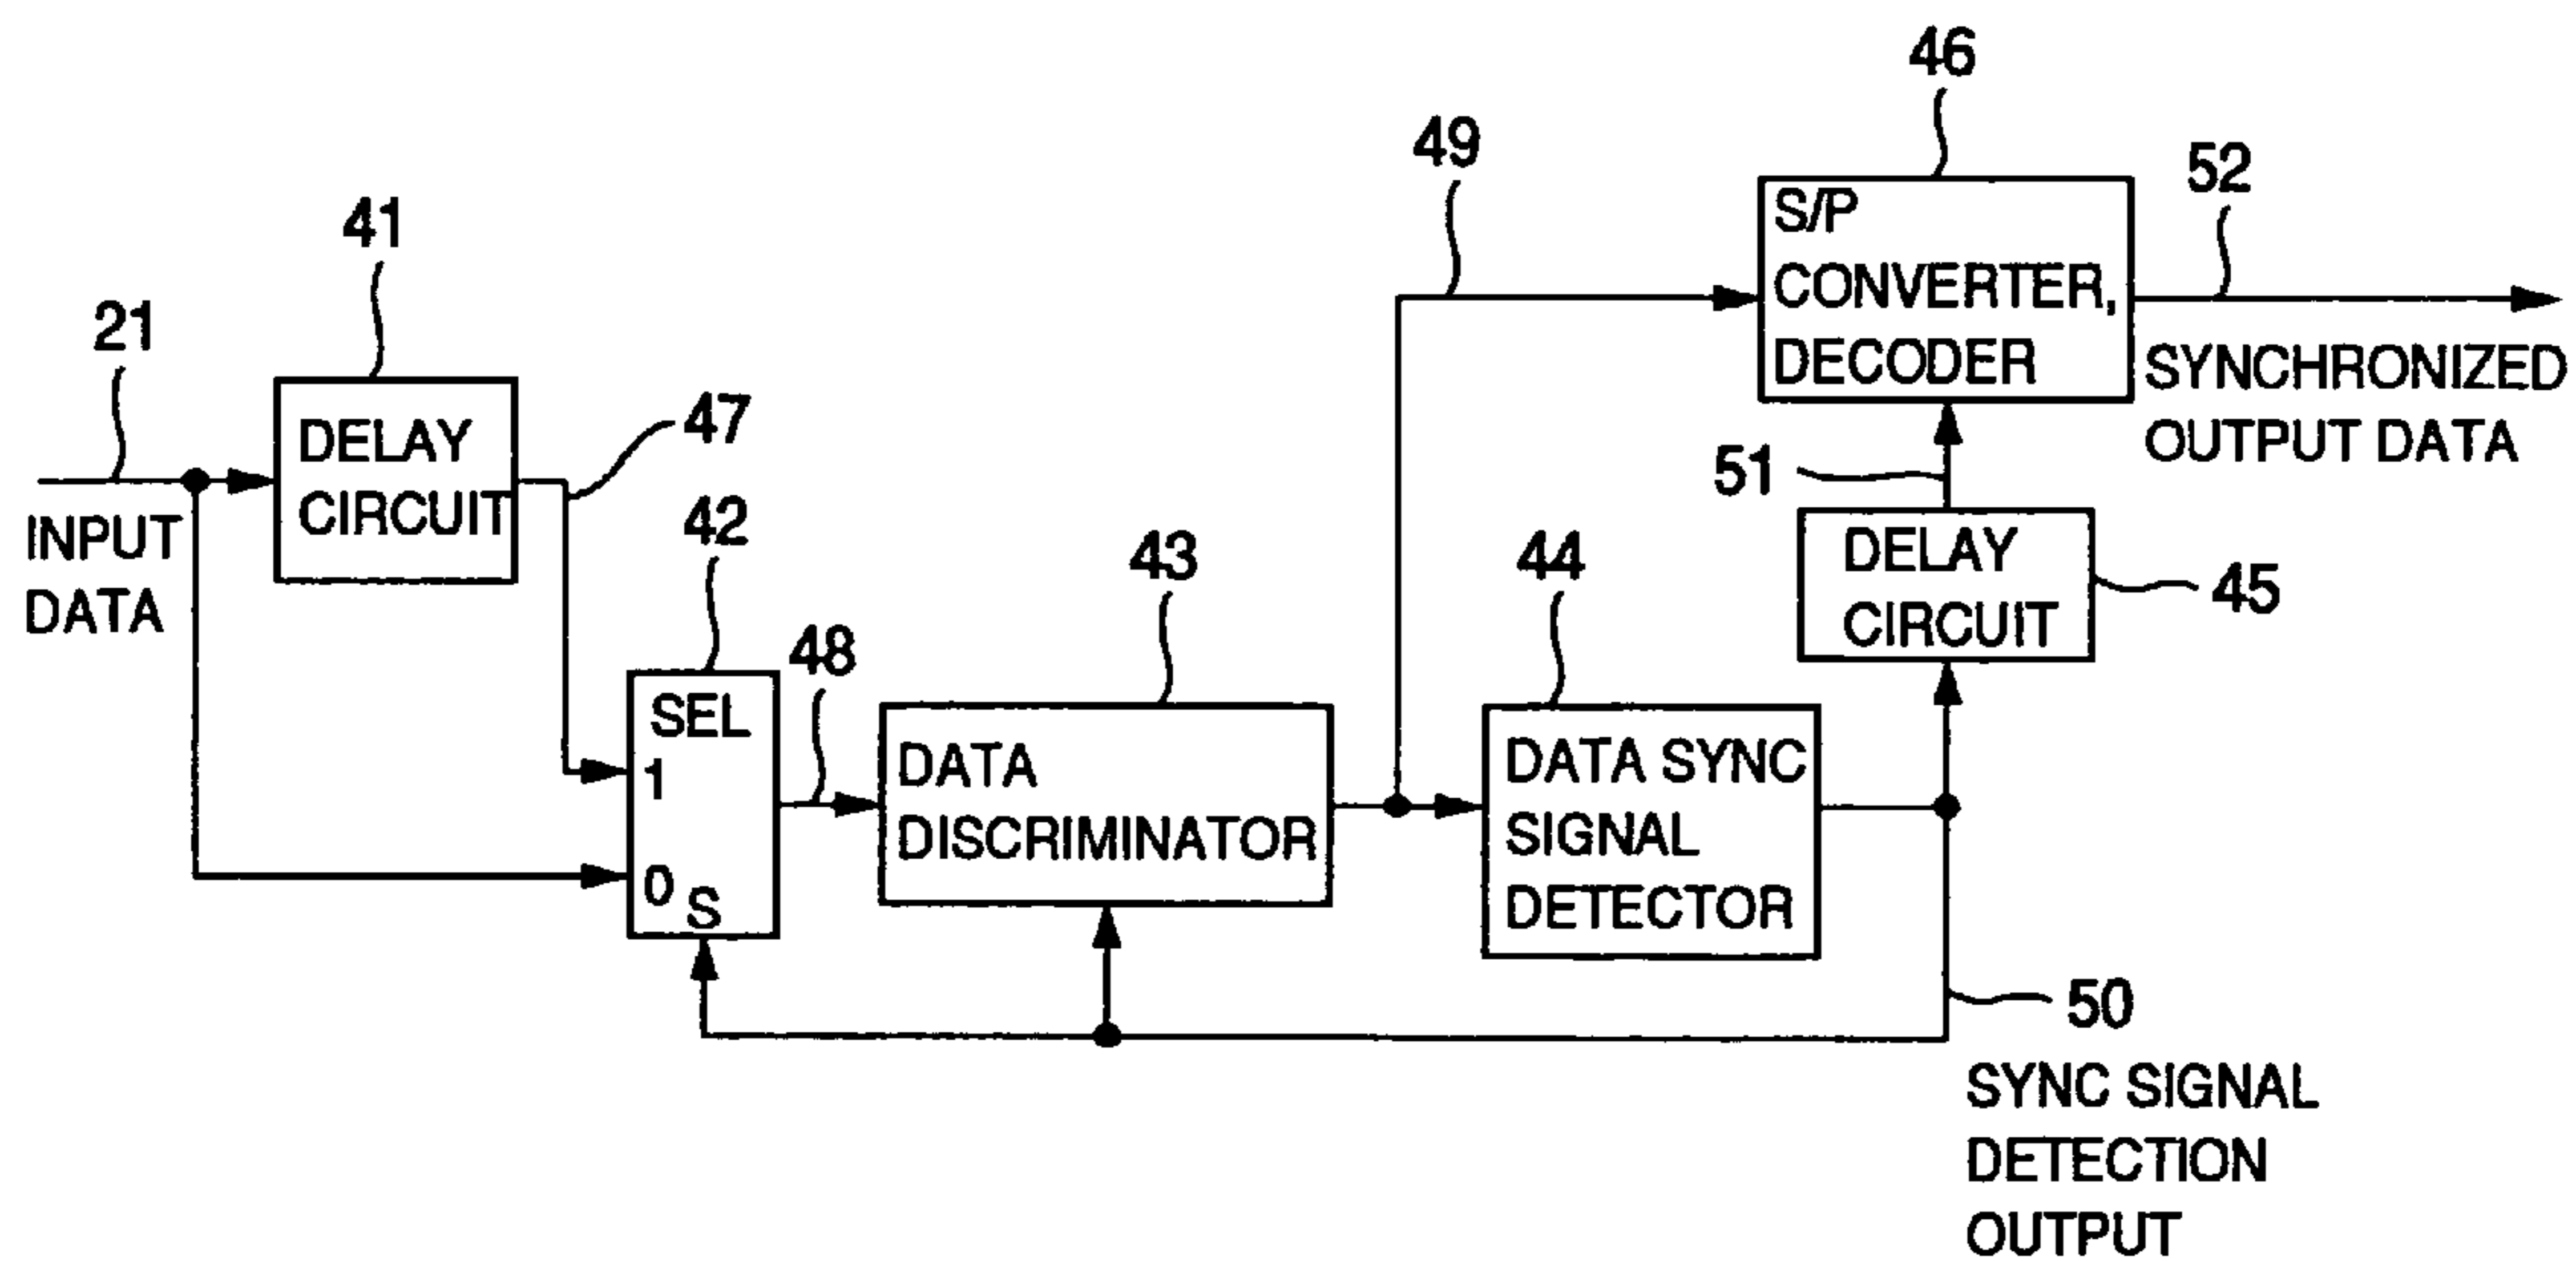 46
49
52
S/P
CONVERTER,
DECODER
41
21
DELAY
CIRCUIT
47
SYNCHRONIZED
OUTPUT DATA
51
INPUT
DATA
42
43
44
DELAY
CIRCUIT
45
48
SEL
1
0
S
DATA
DISCRIMINATOR
DATA SYNC
SIGNAL
DETECTOR
50
SYNC SIGNAL
DETECTION
OUTPUT